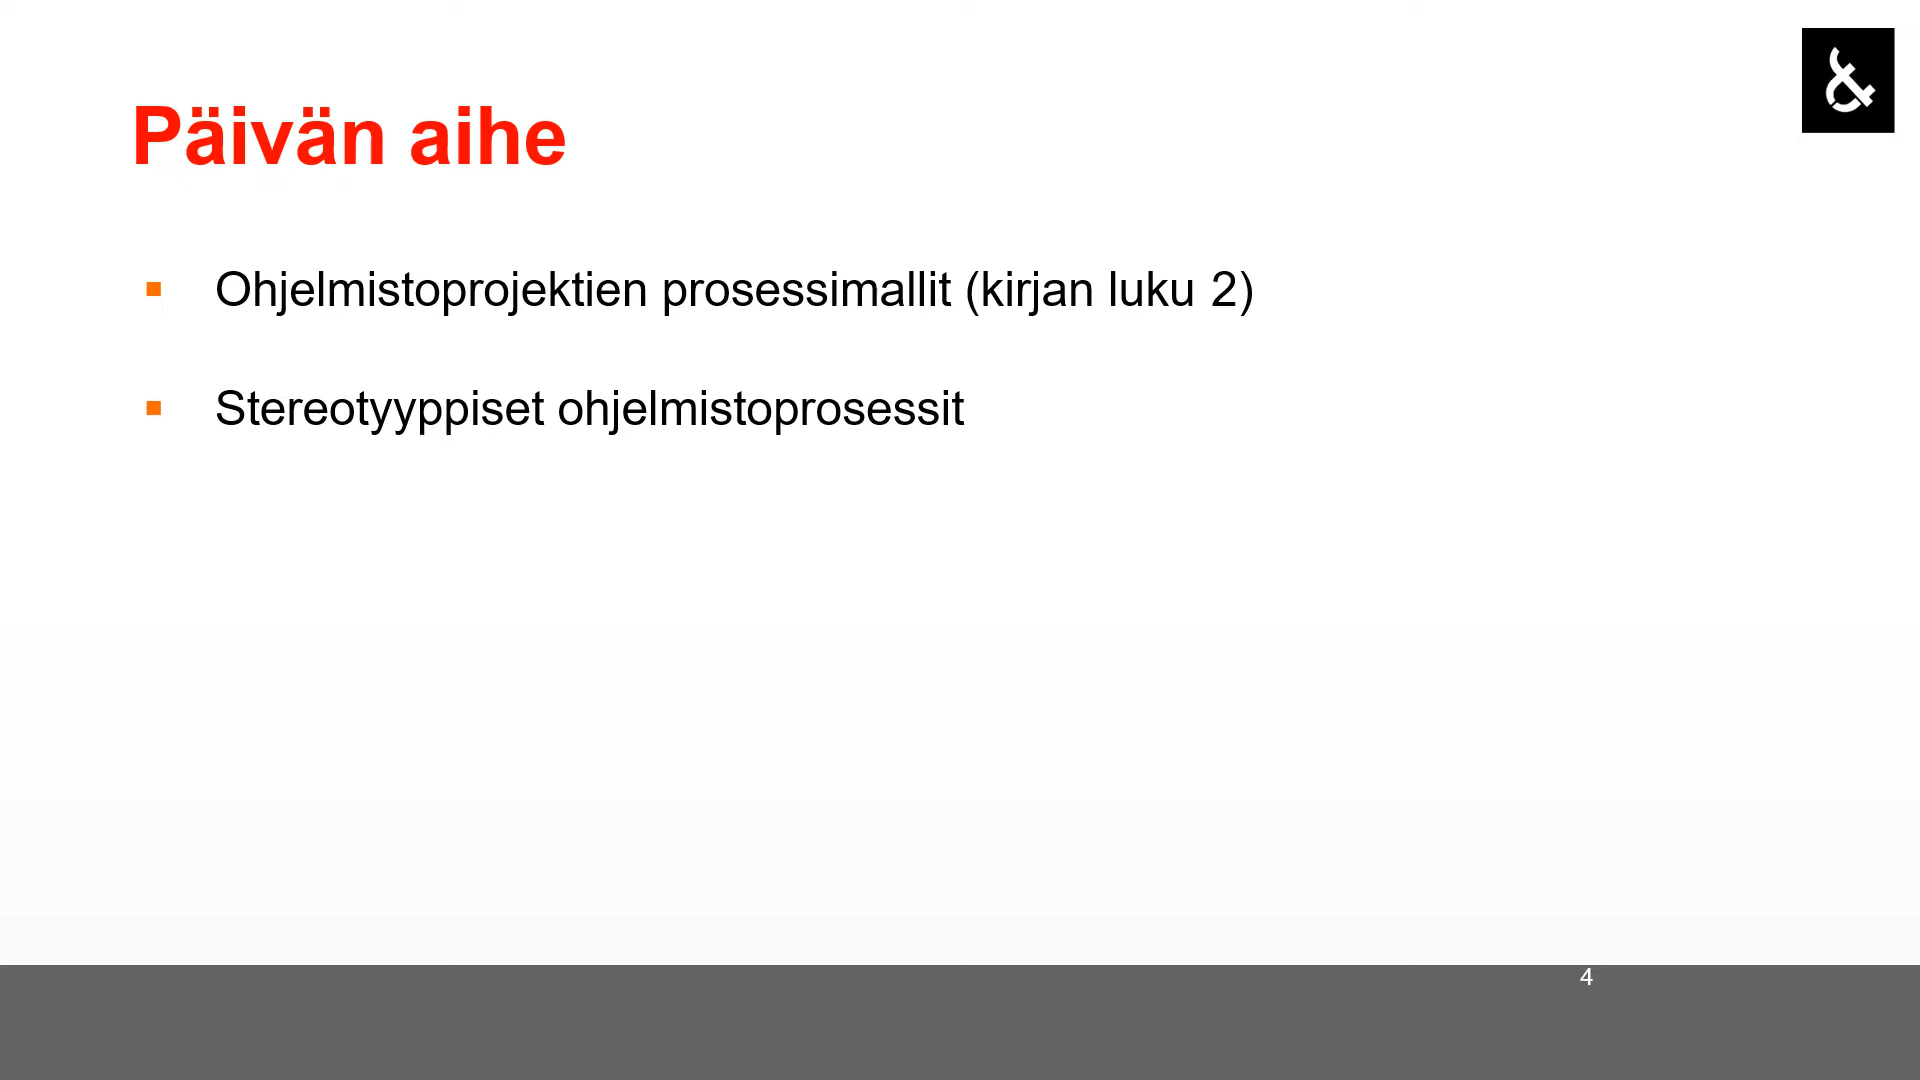 &
Päivän aihe
Ohjelmistoprojektien prosessimallit (kirjan luku 2)
Stereotyyppiset ohjelmistoprosessit
4